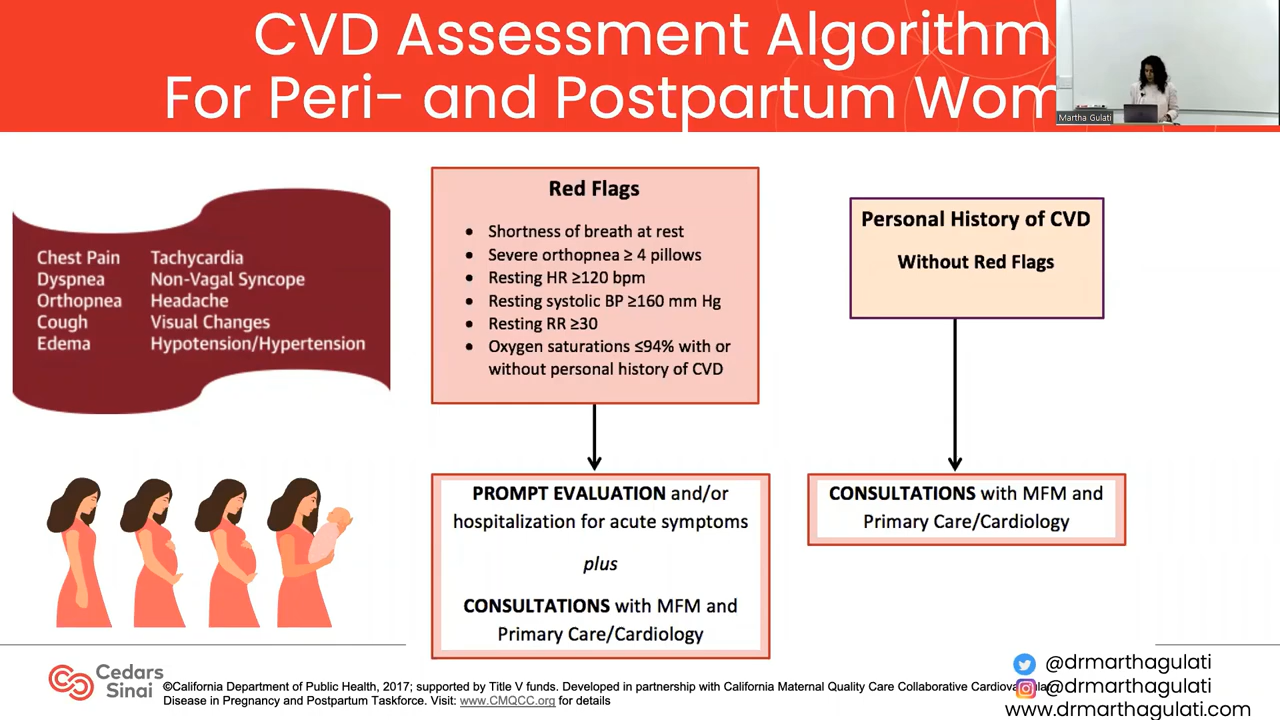 CVD Assessment Algorithm
For Peri- and Postpartum Wom
Martha Gulati
Chest Pain Tachycardia
Dyspnea Non-Vagal Syncope
Orthopnea Headache
Cough Visual Changes
Edema Hypotension/Hypertension
Red Flags
• Shortness of breath at rest
• Severe orthopnea ≥ 4 pillows
• Resting HR ≥120 bpm
• Resting systolic BP ≥160 mm Hg
• Resting RR ≥30
• Oxygen saturations ≤94% with or
without personal history of CVD
PROMPT EVALUATION and/or
hospitalization for acute symptoms
plus
CONSULTATIONS with MFM and
Primary Care/Cardiology
Personal History of CVD
Without Red Flags
CONSULTATIONS with MFM and
Primary Care/Cardiology
Cedars
Sinai
©California Department of Public Health, 2017; supported by Title V funds. Developed in partnership with California Maternal Quality Care Collaborative Cardiovascular
Disease in Pregnancy and Postpartum Taskforce. Visit: www.CMQCC.org for details
@drmarthagulati
@drmarthagulati
www.drmarthagulati.com